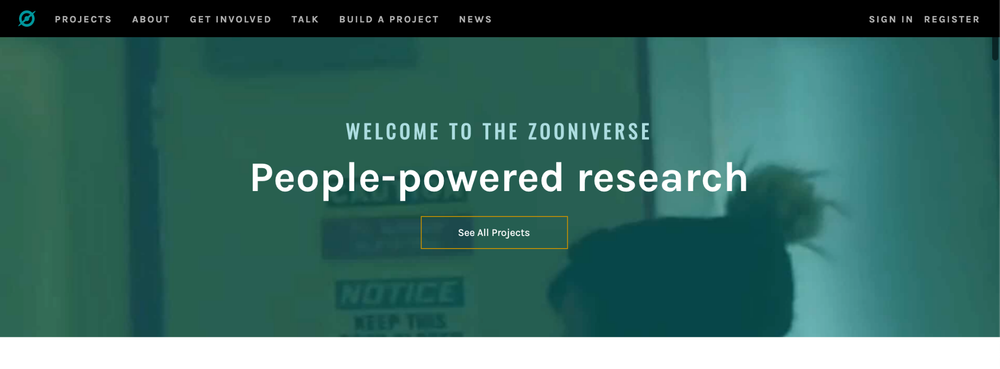 PROJECTS ABOUT GET INVOLVED TALK BUILD A PROJECT NEWS SIGN IN REGISTER
WELCOME TO THE ZOONIVERSE
People-powered research
CAUTION
See All Projects
NOTICE
KEEP THIS